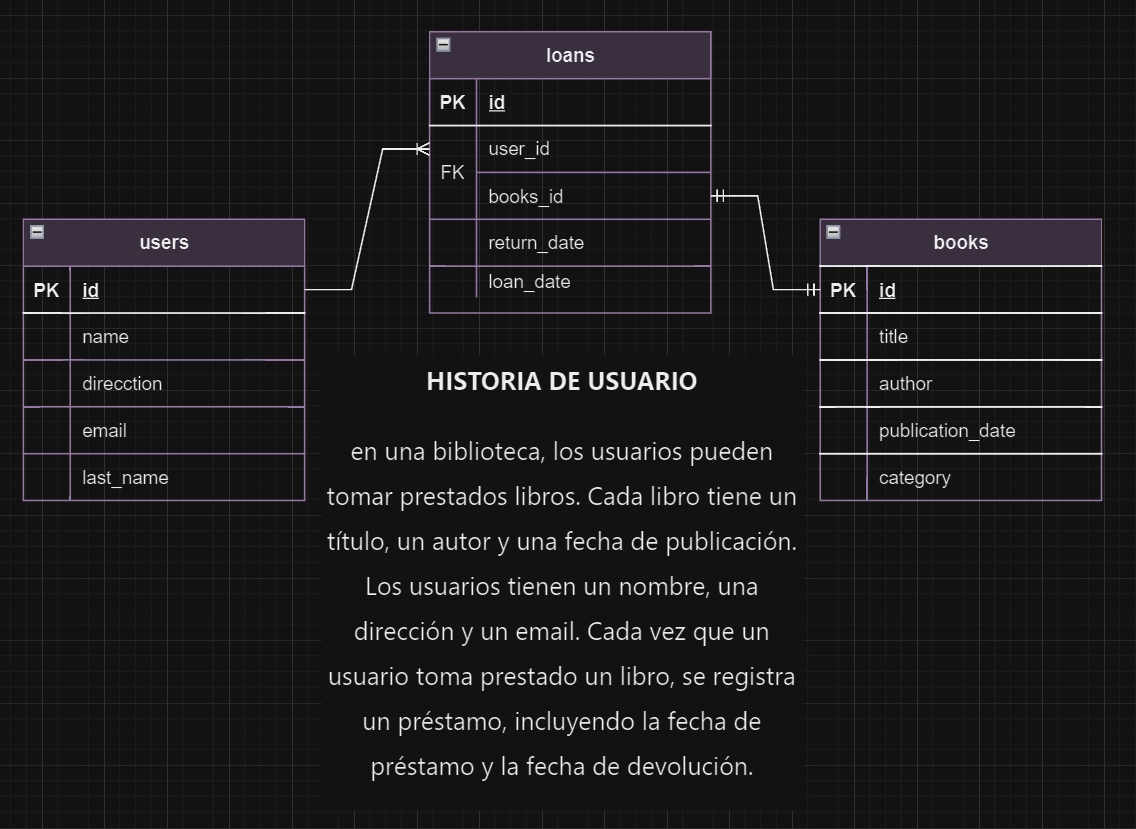 loans
PK id
user_id
FK
books_id
return_date
loan_date
users
PK id
name
direcction
email
last_name
books
PK id
title
author
publication_date
category
HISTORIA DE USUARIO
en una biblioteca, los usuarios pueden
tomar prestados libros. Cada libro tiene un
título, un autor y una fecha de publicación.
Los usuarios tienen un nombre, una
dirección y un email. Cada vez que un
usuario toma prestado un libro, se registra
un préstamo, incluyendo la fecha de
préstamo y la fecha de devolución.